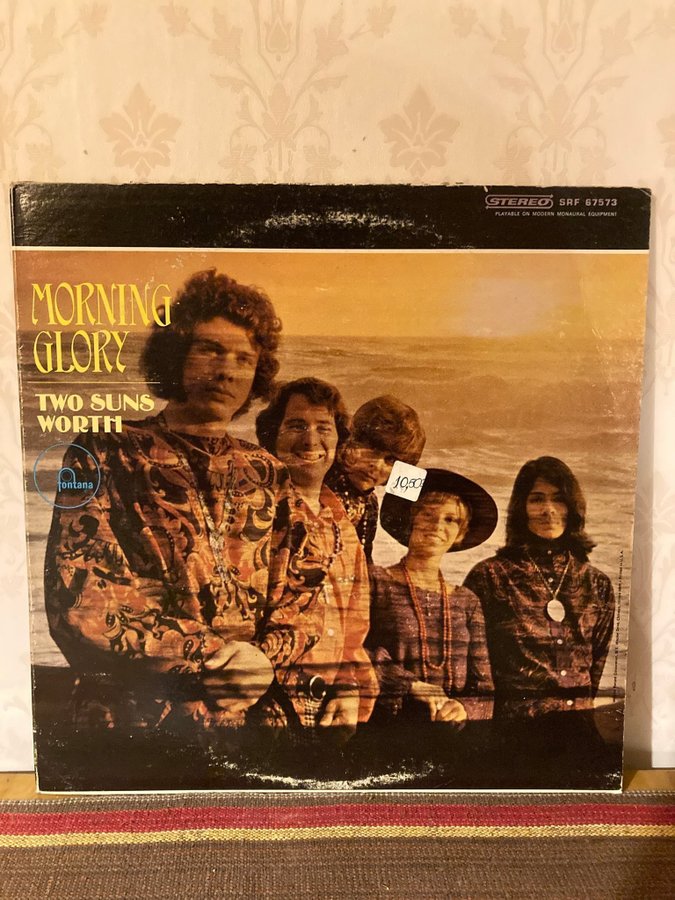 STEREO SRF 67573
PLAYABLE ON MODERN MONAURAL EQUIPMENT
MORNING
GLORY
TWO SUNS
WORTH
fontana
10,50